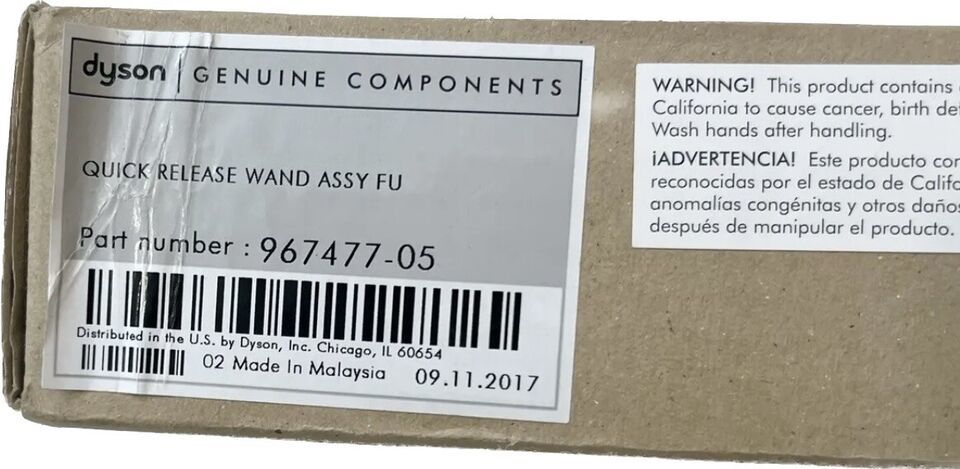 dyson | GENUINE COMPONENTS
QUICK RELEASE WAND ASSY FU
Part number : 967477-05
Distributed in the U.S. by Dyson, Inc. Chicago, IL 60654
02 Made In Malaysia 09.11.2017
WARNING! This product contains
California to cause cancer, birth
Wash hands after handling.
¡ADVERTENCIA! Este producto
reconocidas por el estado de
anomalías congénitas y otros daños
después de manipular el producto.